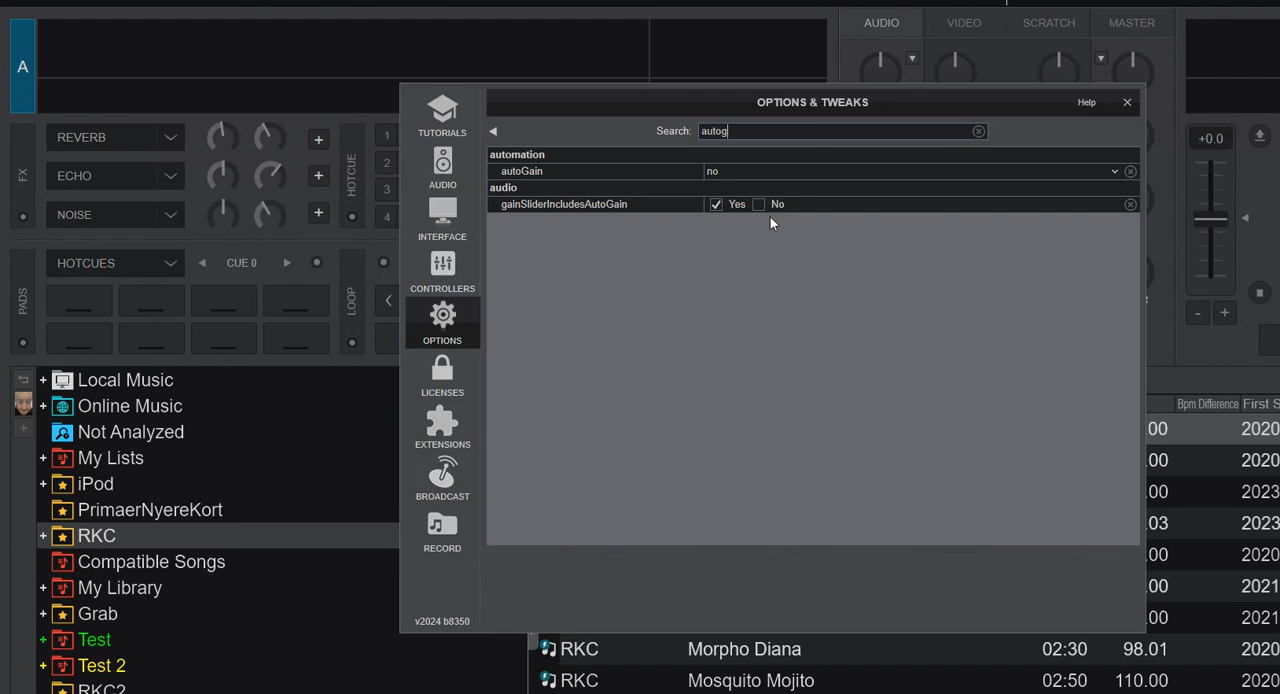 AUDIO VIDEO SCRATCH MASTER
A
OPTIONS & TWEAKS
Help
TUTORIALS
Search: autog
REVERB
1
+0.0
automation
autoGain no
FX
ECHO
HOTCUE
2
AUDIO
audio
3
gainSliderIncludesAutoGain Yes No
NOISE
4
INTERFACE
HOTCUES
CUE 0
PADS
LOOP
CONTROLLERS
- +
OPTIONS
Local Music
LICENSES
Online Music
Bpm Difference First S
Not Analyzed
.00 2020
My Lists
EXTENSIONS
.00 2020
iPod
.00 2023
PrimaerNyereKort
BROADCAST
.03 2023
RKC
RECORD
.00 2020
Compatible Songs
My Library
.00 2021
Grab
.00 2021
v2024 b8350
Test
RKC Morpho Diana 02:30 98.01 2020
Test 2
RKC Mosquito Mojito 02:50 110.00 2020
RKC2